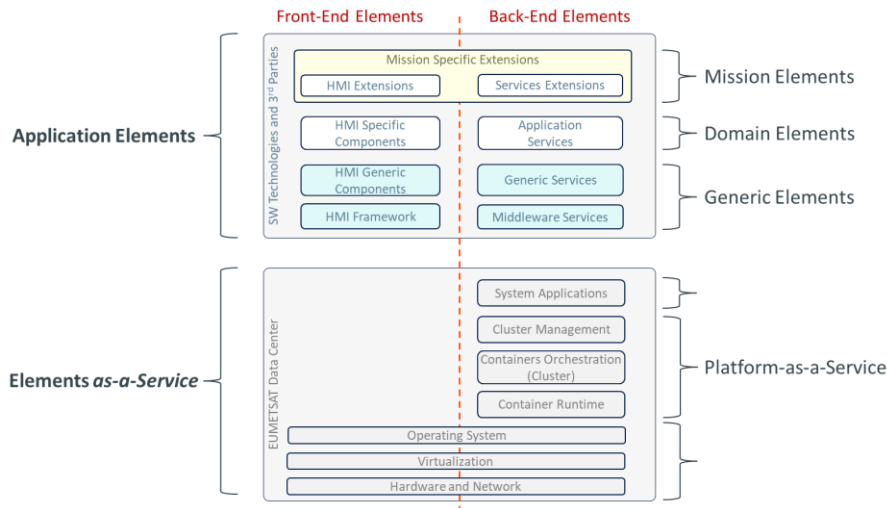 Front-End Elements
Back-End Elements
Application Elements
SW Technologies and 3rd Parties
Mission Specific Extensions
HMI Extensions
Services Extensions
Mission Elements
HMI Specific
Components
Application
Services
Domain Elements
HMI Generic
Components
Generic Services
Generic Elements
HMI Framework
Middleware Services
Elements as-a-Service
EUMETSAT Data Center
System Applications
Cluster Management
Containers Orchestration
(Cluster)
Container Runtime
Platform-as-a-Service
Operating System
Virtualization
Hardware and Network